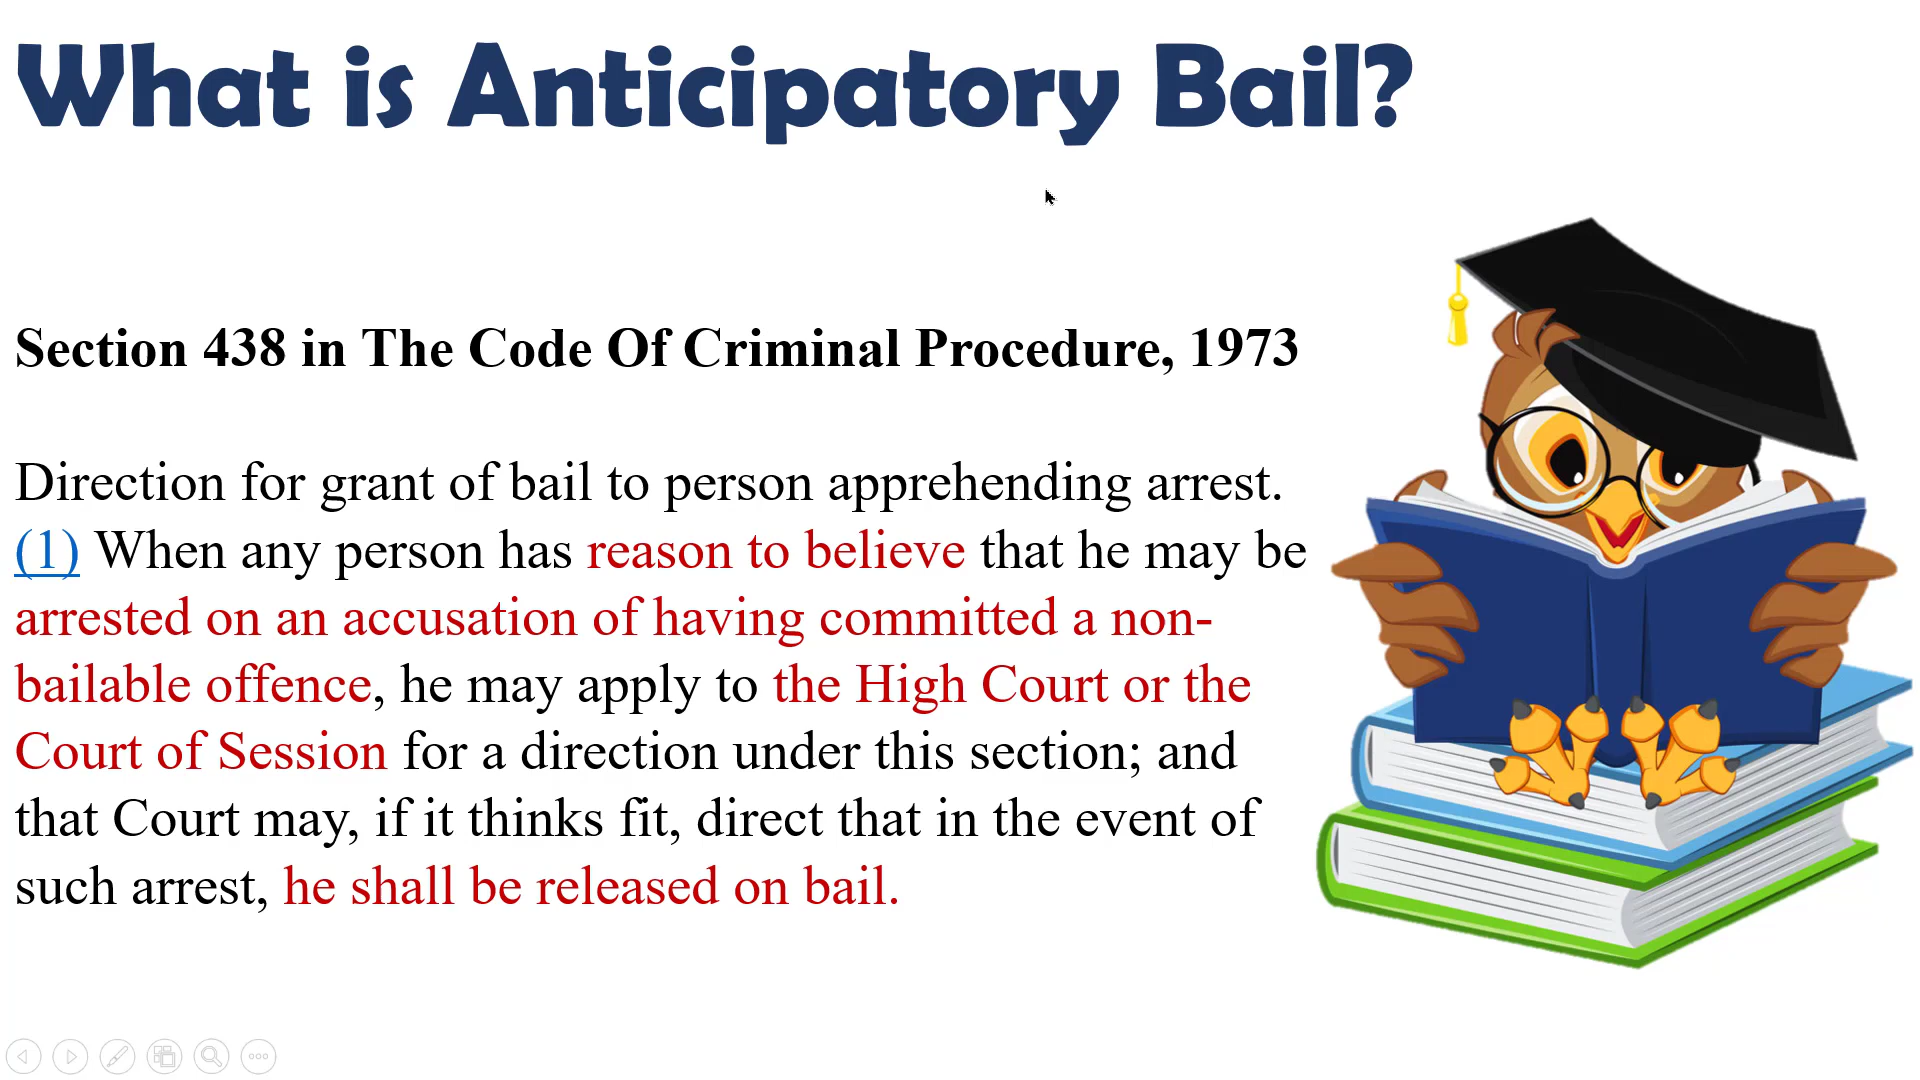 What is Anticipatory Bail?
Section 438 in The Code Of Criminal Procedure, 1973
Direction for grant of bail to person apprehending arrest.
(1) When any person has reason to believe that he may be
arrested on an accusation of having committed a non-
bailable offence, he may apply to the High Court or the
Court of Session for a direction under this section; and
that Court may, if it thinks fit, direct that in the event of
such arrest, he shall be released on bail.